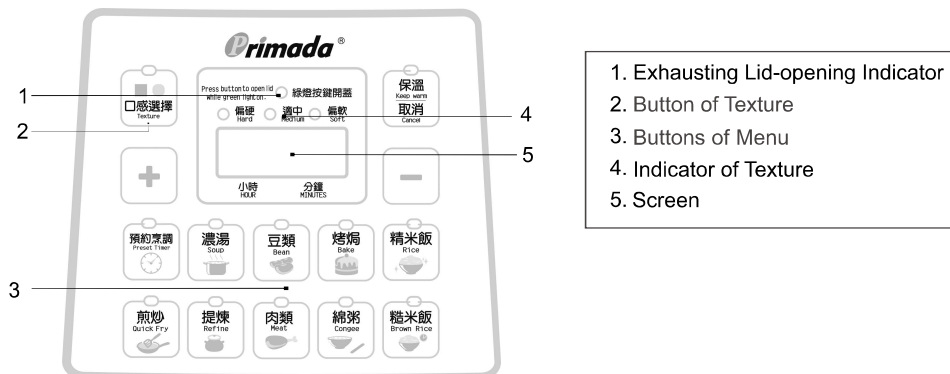 Primada®
Press button to open lid
while green light on.
綠燈按鍵開蓋
1
口感選擇
Texture
2
偏硬
Hard
適中
Medium
偏軟
Soft
4
保溫
Keep warm
取消
Cancel
5
+
−
小時
HOUR
分鐘
MINUTES
預約烹調
Preset Timer
濃湯
Soup
豆類
Bean
烤焗
Bake
精米飯
Rice
3
煎炒
Quick Fry
提煉
Refine
肉類
Meat
綿粥
Congee
糙米飯
Brown Rice
1. Exhausting Lid-opening Indicator
2. Button of Texture
3. Buttons of Menu
4. Indicator of Texture
5. Screen